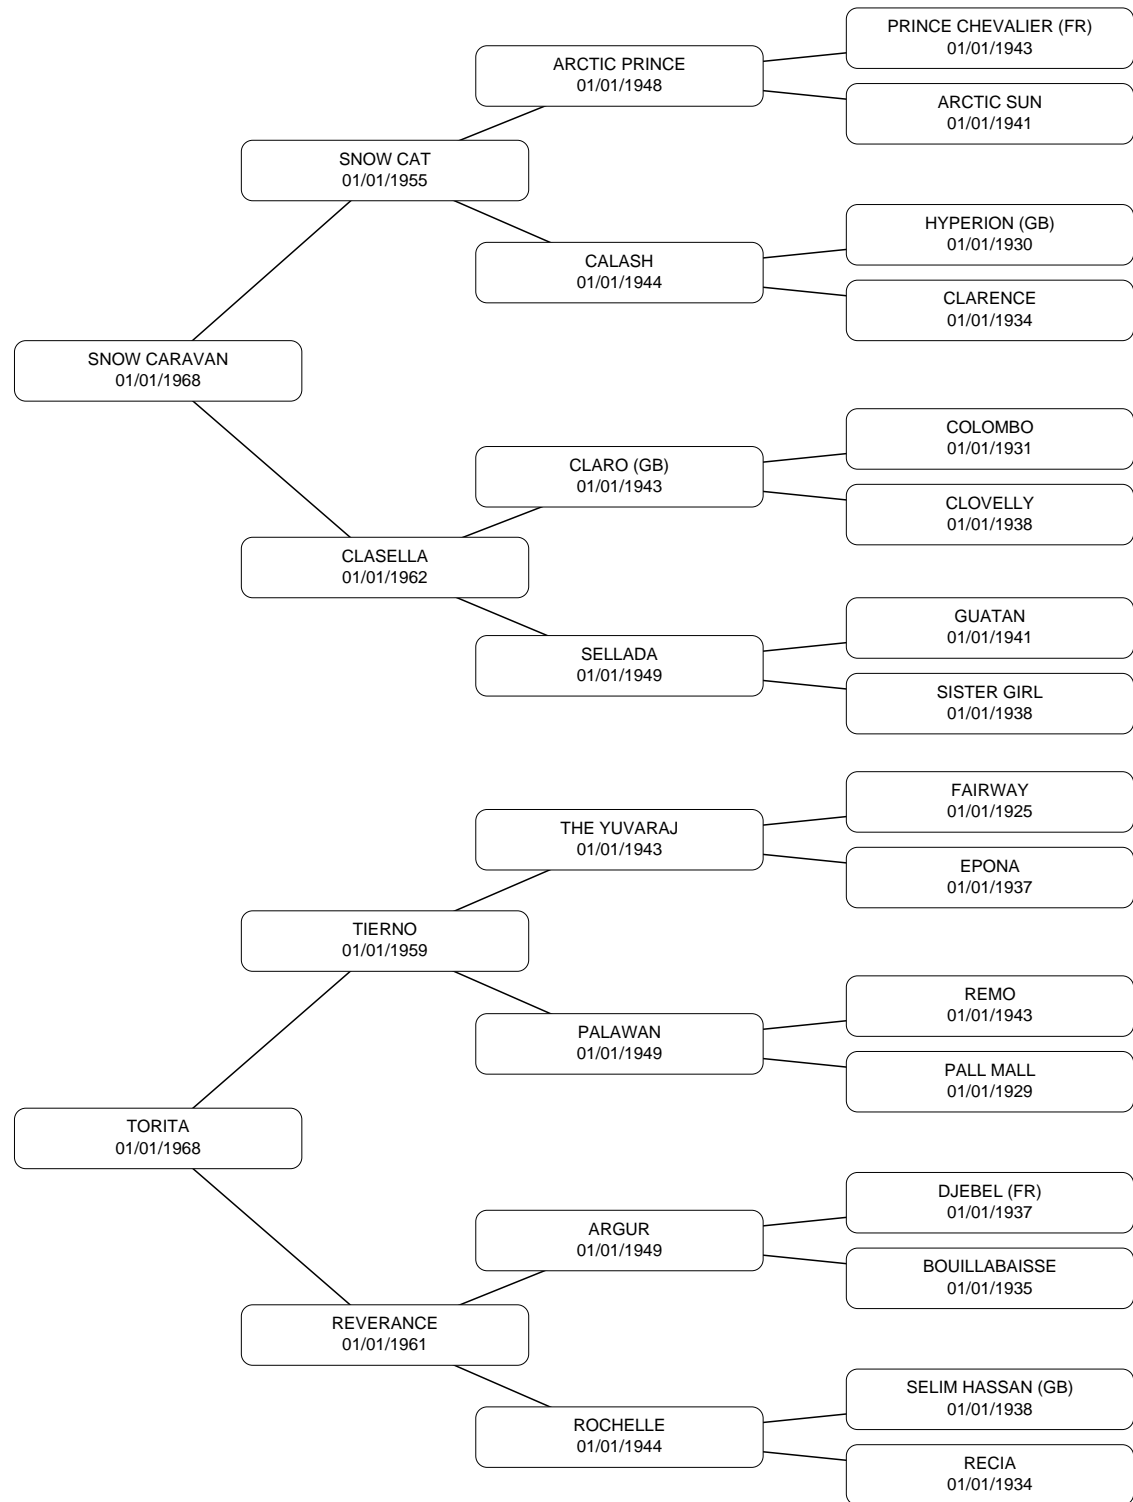 PRINCE CHEVALIER (FR)
01/01/1943
ARCTIC PRINCE
01/01/1948
ARCTIC SUN
01/01/1941
SNOW CAT
01/01/1955
HYPERION (GB)
01/01/1930
CALASH
01/01/1944
CLARENCE
01/01/1934
SNOW CARAVAN
01/01/1968
COLOMBO
01/01/1931
CLARO (GB)
01/01/1943
CLOVELLY
01/01/1938
CLASELLA
01/01/1962
GUATAN
01/01/1941
SELLADA
01/01/1949
SISTER GIRL
01/01/1938
FAIRWAY
01/01/1925
THE YUVARAJ
01/01/1943
EPONA
01/01/1937
TIERNO
01/01/1959
REMO
01/01/1943
PALAWAN
01/01/1949
PALL MALL
01/01/1929
TORITA
01/01/1968
DJEBEL (FR)
01/01/1937
ARGUR
01/01/1949
BOUILLABAISSE
01/01/1935
REVERANCE
01/01/1961
SELIM HASSAN (GB)
01/01/1938
ROCHELLE
01/01/1944
RECIA
01/01/1934